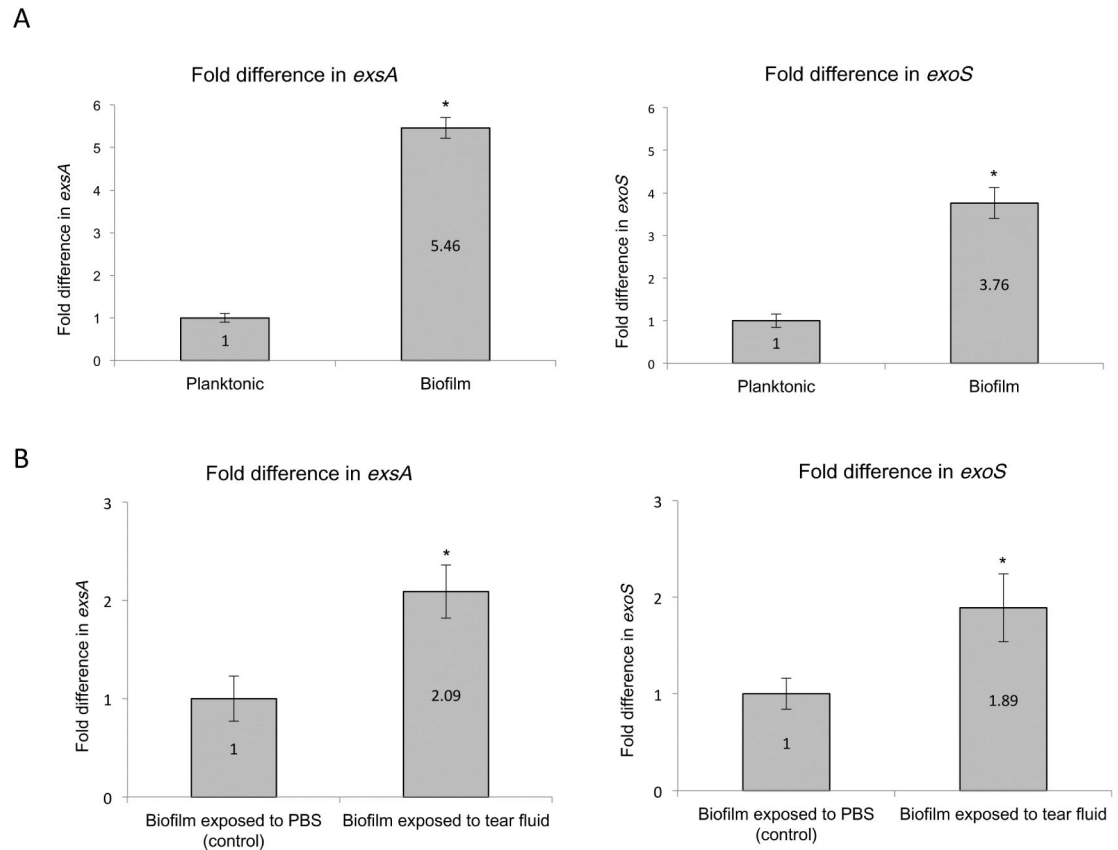 A
Fold difference in exsA
Fold difference in exsA
6
5
4
3
2
1
0
*
5.46
1
Planktonic
Biofilm
Fold difference in exoS
Fold difference in exoS
6
5
4
3
2
1
0
*
3.76
1
Planktonic
Biofilm
B
Fold difference in exsA
Fold difference in exsA
3
2
1
0
*
2.09
1
Biofilm exposed to PBS
(control)
Biofilm exposed to tear fluid
Fold difference in exoS
Fold difference in exoS
3
2
1
0
*
1.89
1
Biofilm exposed to PBS
(control)
Biofilm exposed to tear fluid